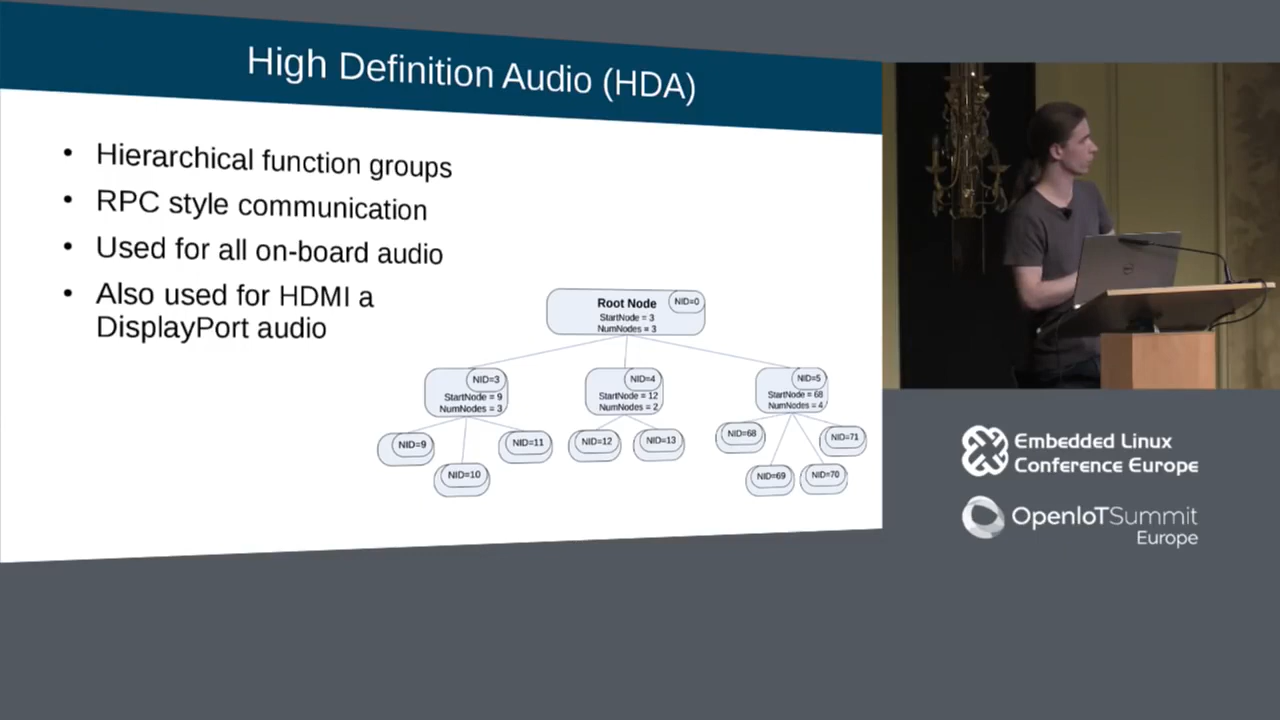 High Definition Audio (HDA)
• Hierarchical function groups
• RPC style communication
• Used for all on-board audio
• Also used for HDMI a
DisplayPort audio
Root Node
NID=0
StartNode = 3
NumNodes = 3
NID=3
StartNode = 9
NumNodes = 3
NID=4
StartNode = 12
NumNodes = 2
NID=5
StartNode = 68
NumNodes = 4
NID=9
NID=10
NID=11
NID=12
NID=13
NID=68
NID=69
NID=70
NID=71
Embedded Linux
Conference Europe
OpenIoTSummit
Europe